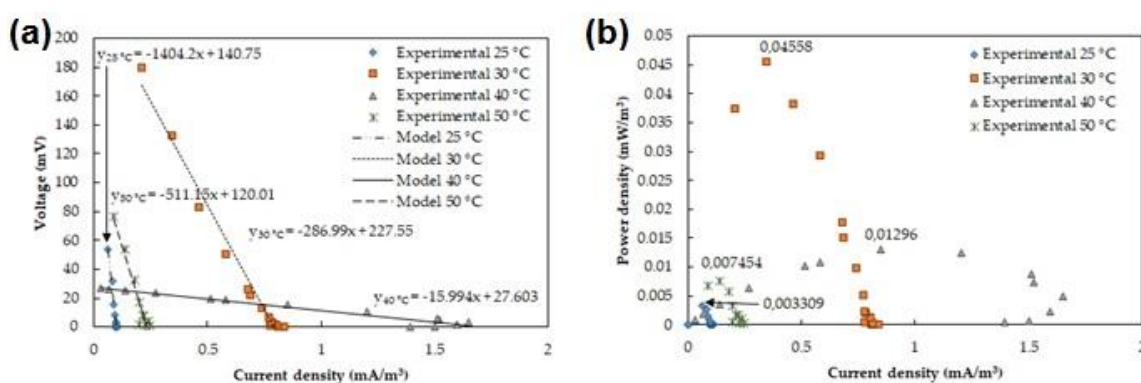 (a)
y25 °C = -1404.2x+140.75
200
180
160
140
120
100
80
60
40
20
0
Voltage (mV)
Experimental 25 °C
Experimental 30 °C
Experimental 40 °C
Experimental 50 °C
Model 25 °C
Model 30 °C
Model 40 °C
Model 50 °C
y50 °C = -511.15x+120.01
y30 °C = -286.99x+227.55
y40 °C = -15.994x+27.603
0
0.5
1
1.5
2
Current density (mA/m³)
(b)
0.05
0.045
0.04
0.035
0.03
0.025
0.02
0.015
0.01
0.005
0
Power density (mW/m³)
0,04558
Experimental 25 °C
Experimental 30 °C
Experimental 40 °C
Experimental 50 °C
0,01296
0,007454
0,003309
0
0.5
1
1.5
2
Current density (mA/m³)